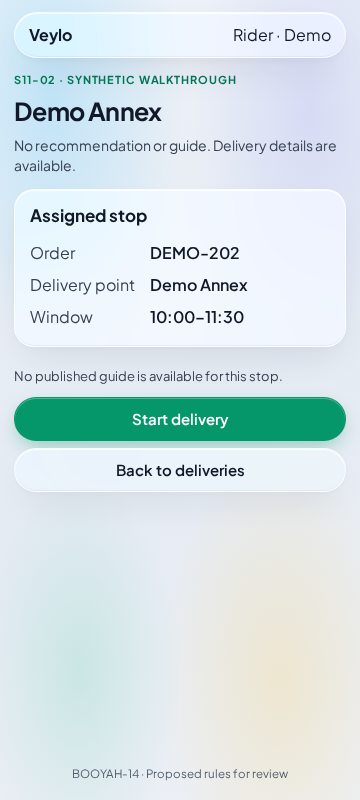 Veylo
Rider · Demo
S11-02 · SYNTHETIC WALKTHROUGH
Demo Annex
No recommendation or guide. Delivery details are
available.
Assigned stop
Order DEMO-202
Delivery point Demo Annex
Window 10:00–11:30
No published guide is available for this stop.
Start delivery
Back to deliveries
BOOYAH-14 · Proposed rules for review